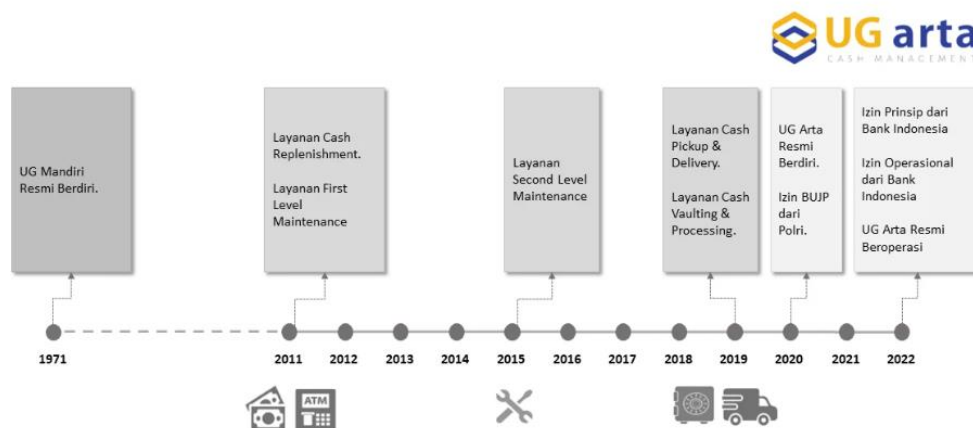 UG arta
CASH MANAGEMENT
UG Mandiri
Resmi Berdiri.
Layanan Cash
Replenishment.
Layanan First
Level
Maintenance
Layanan
Second Level
Maintenance
Layanan Cash
Pickup &
Delivery.
Layanan Cash
Vaulting &
Processing.
UG Arta
Resmi
Berdiri.
Izin BUJP
dari
Polri.
Izin Prinsip dari
Bank Indonesia
Izin Operasional
dari Bank
Indonesia
UG Arta Resmi
Beroperasi
1971
2011
2012
2013
2014
2015
2016
2017
2018
2019
2020
2021
2022
ATM